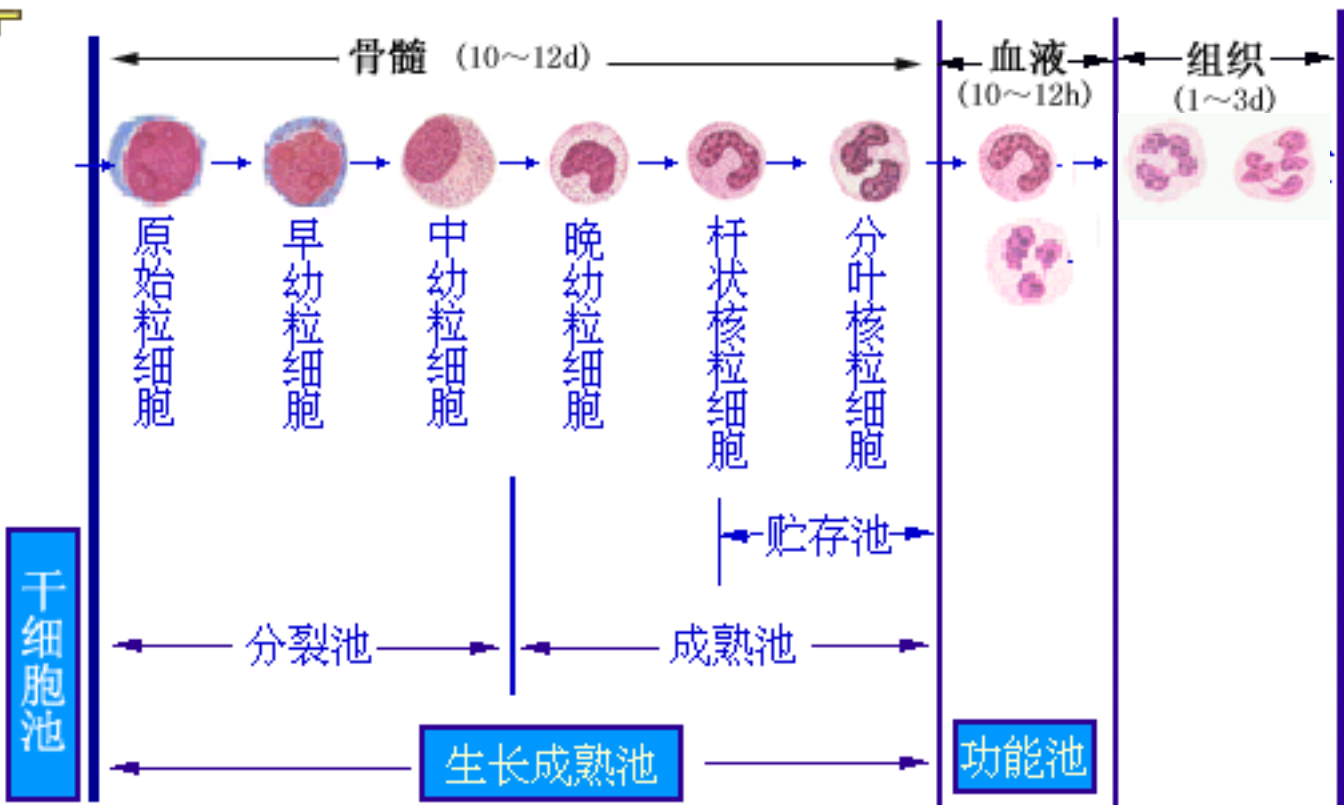 骨髓 (10～12d)
血液
(10～12h)
组织
(1～3d)
原始粒细胞
早幼粒细胞
中幼粒细胞
晚幼粒细胞
杆状核粒细胞
分叶核粒细胞
贮存池
干细胞池
分裂池
成熟池
生长成熟池
功能池